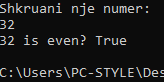 Shkruani nje numer:
32
32 is even? True
C:\Users\PC-STYLE\De